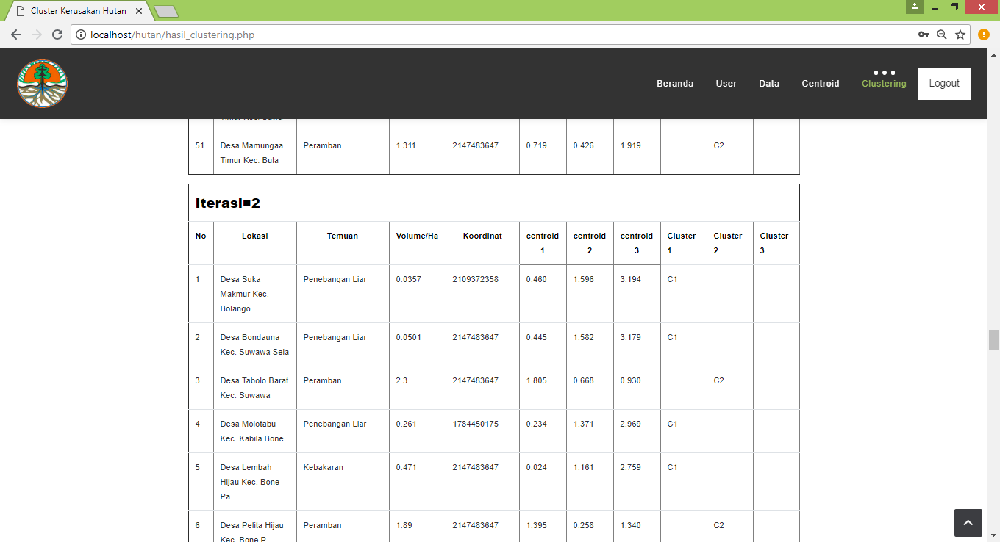 Cluster Kerusakan Hutan
localhost/hutan/hasil_clustering.php
Beranda User Data Centroid Clustering Logout
51 Desa Mamungaa Peramban 1.311 2147483647 0.719 0.426 1.919 C2
Timur Kec. Bula
Iterasi=2
No Lokasi Temuan Volume/Ha Koordinat centroid centroid centroid Cluster Cluster Cluster
1 2 3 1 2 3
1 Desa Suka Penebangan Liar 0.0357 2109372358 0.460 1.596 3.194 C1
Makmur Kec.
Bolango
2 Desa Bondauna Penebangan Liar 0.0501 2147483647 0.445 1.582 3.179 C1
Kec. Suwawa Sela
3 Desa Tabolo Barat Peramban 2.3 2147483647 1.805 0.668 0.930 C2
Kec. Suwawa
4 Desa Molotabu Penebangan Liar 0.261 1784450175 0.234 1.371 2.969 C1
Kec. Kabila Bone
5 Desa Lembah Kebakaran 0.471 2147483647 0.024 1.161 2.759 C1
Hijau Kec. Bone
Pa
6 Desa Pelita Hijau Peramban 1.89 2147483647 1.395 0.258 1.340 C2
Kec. Bone P